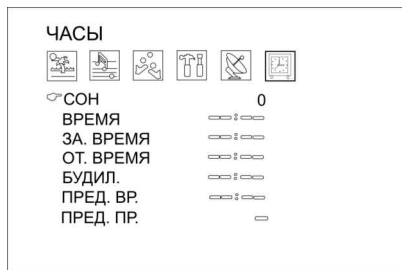 ЧАСЫ
СОН 0
ВРЕМЯ --:--
ЗА. ВРЕМЯ --:--
ОТ. ВРЕМЯ --:--
БУДИЛ. --:--
ПРЕД. ВР. --:--
ПРЕД. ПР. -